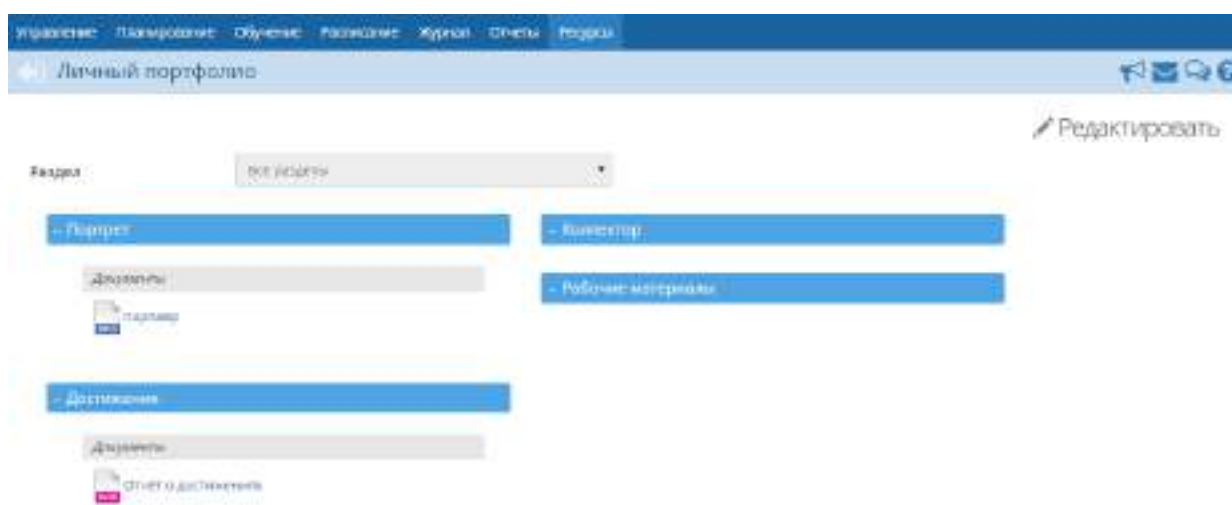 Управление Планирование Обучение Расписание Журнал Отчеты Ресурсы
Личный портфолио
Редактировать
Раздел Все разделы
- Портрет
- Коллектор
Документы
- Рабочие материалы
- Достижения
Документы
Отчет о достижениях